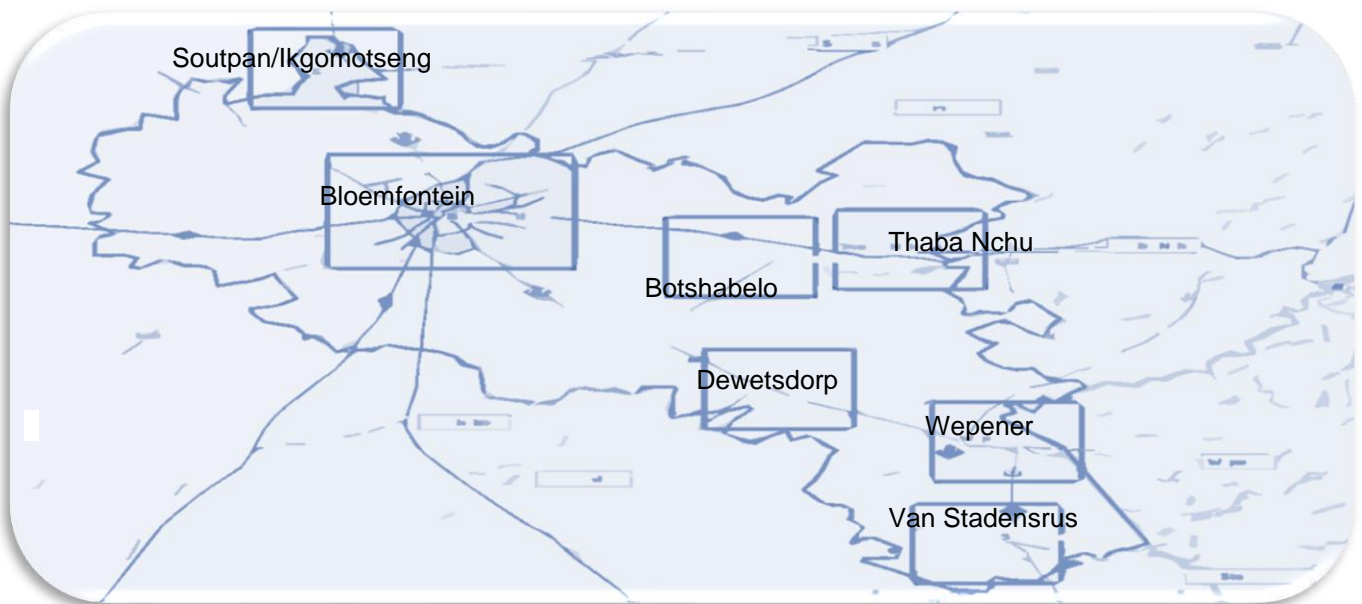 Soutpan/Ikgomotseng
Bloemfontein
Thaba Nchu
Botshabelo
Dewetsdorp
Wepener
Van Stadensrus